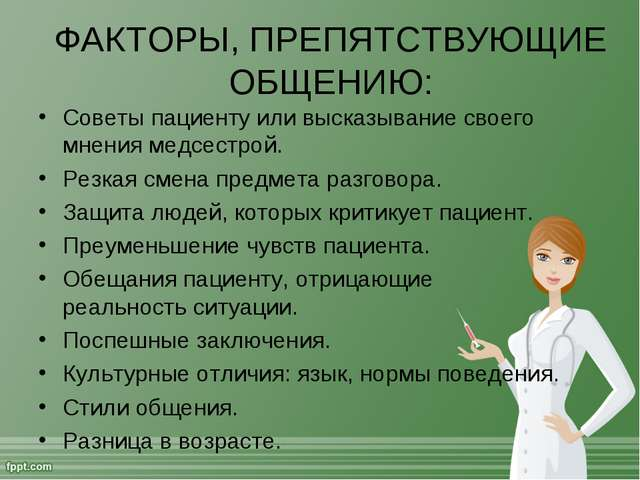 ФАКТОРЫ, ПРЕПЯТСТВУЮЩИЕ
ОБЩЕНИЮ:
• Советы пациенту или высказывание своего
мнения медсестрой.
• Резкая смена предмета разговора.
• Защита людей, которых критикует пациент.
• Преуменьшение чувств пациента.
• Обещания пациенту, отрицающие
реальность ситуации.
• Поспешные заключения.
• Культурные отличия: язык, нормы поведения.
• Стили общения.
• Разница в возрасте.
fppt.com